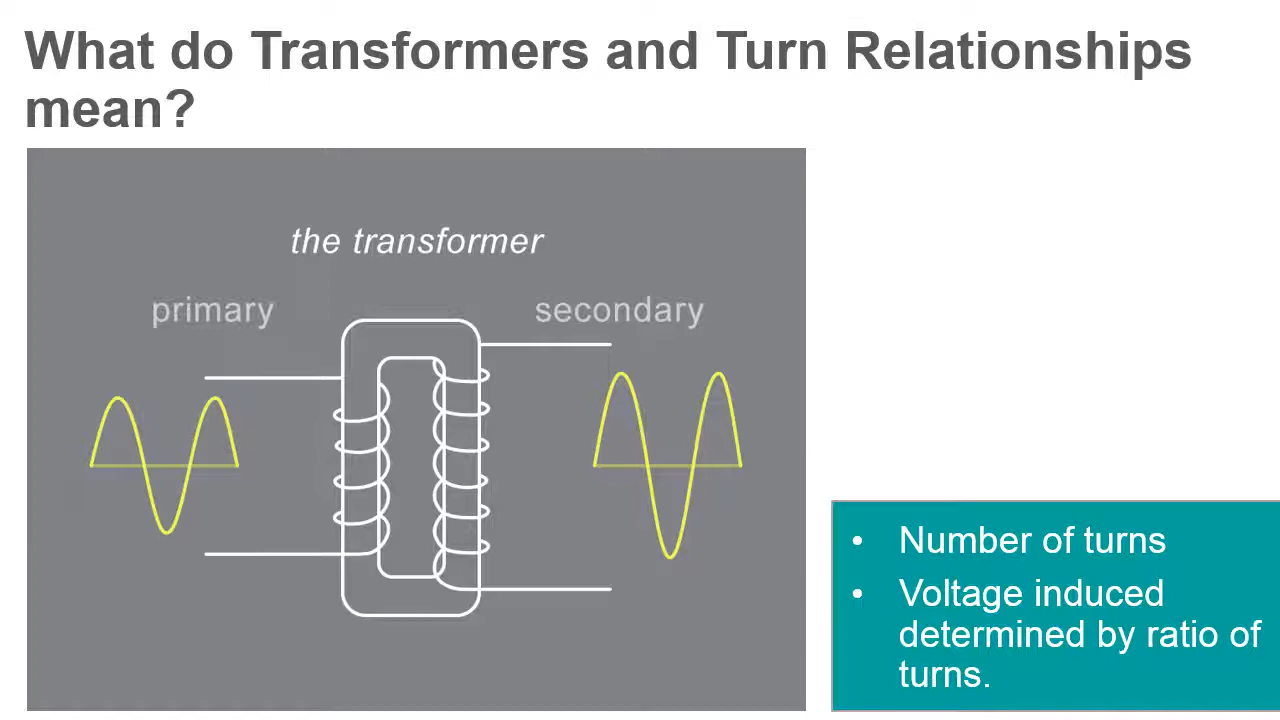 What do Transformers and Turn Relationships
mean?
the transformer
primary
secondary
• Number of turns
• Voltage induced
determined by ratio of
turns.